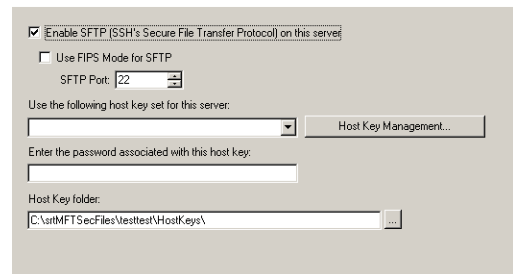 Enable SFTP (SSH's Secure File Transfer Protocol) on this server
Use FIPS Mode for SFTP
SFTP Port: 22
Use the following host key set for this server:
Host Key Management...
Enter the password associated with this host key:
Host Key folder:
C:\srtMFTSecFiles\testtest\HostKeys\
...